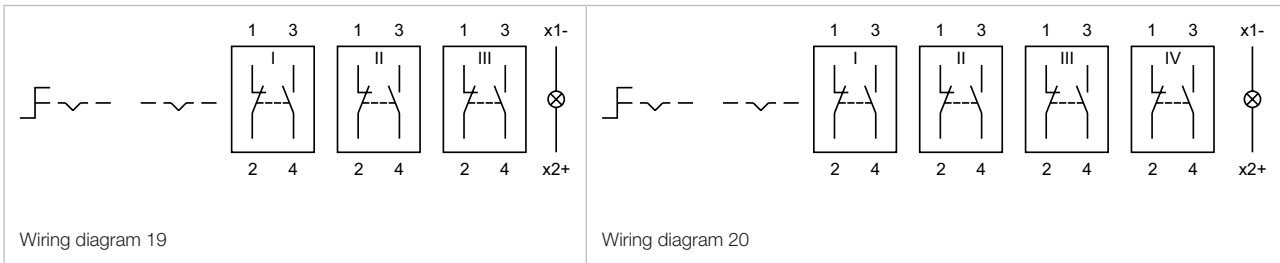 1 3 1 3 1 3 x1-
I II III
2 4 2 4 2 4 x2+
Wiring diagram 19
1 3 1 3 1 3 1 3 x1-
I II III IV
2 4 2 4 2 4 2 4 x2+
Wiring diagram 20